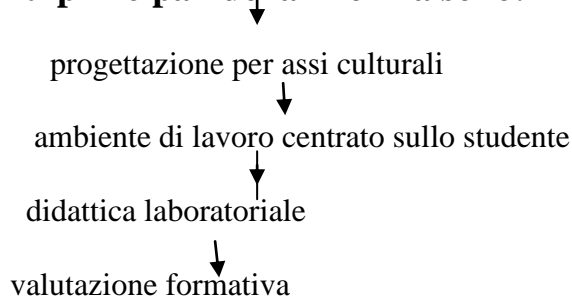 progettazione per assi culturali
ambiente di lavoro centrato sullo studente
didattica laboratoriale
valutazione formativa